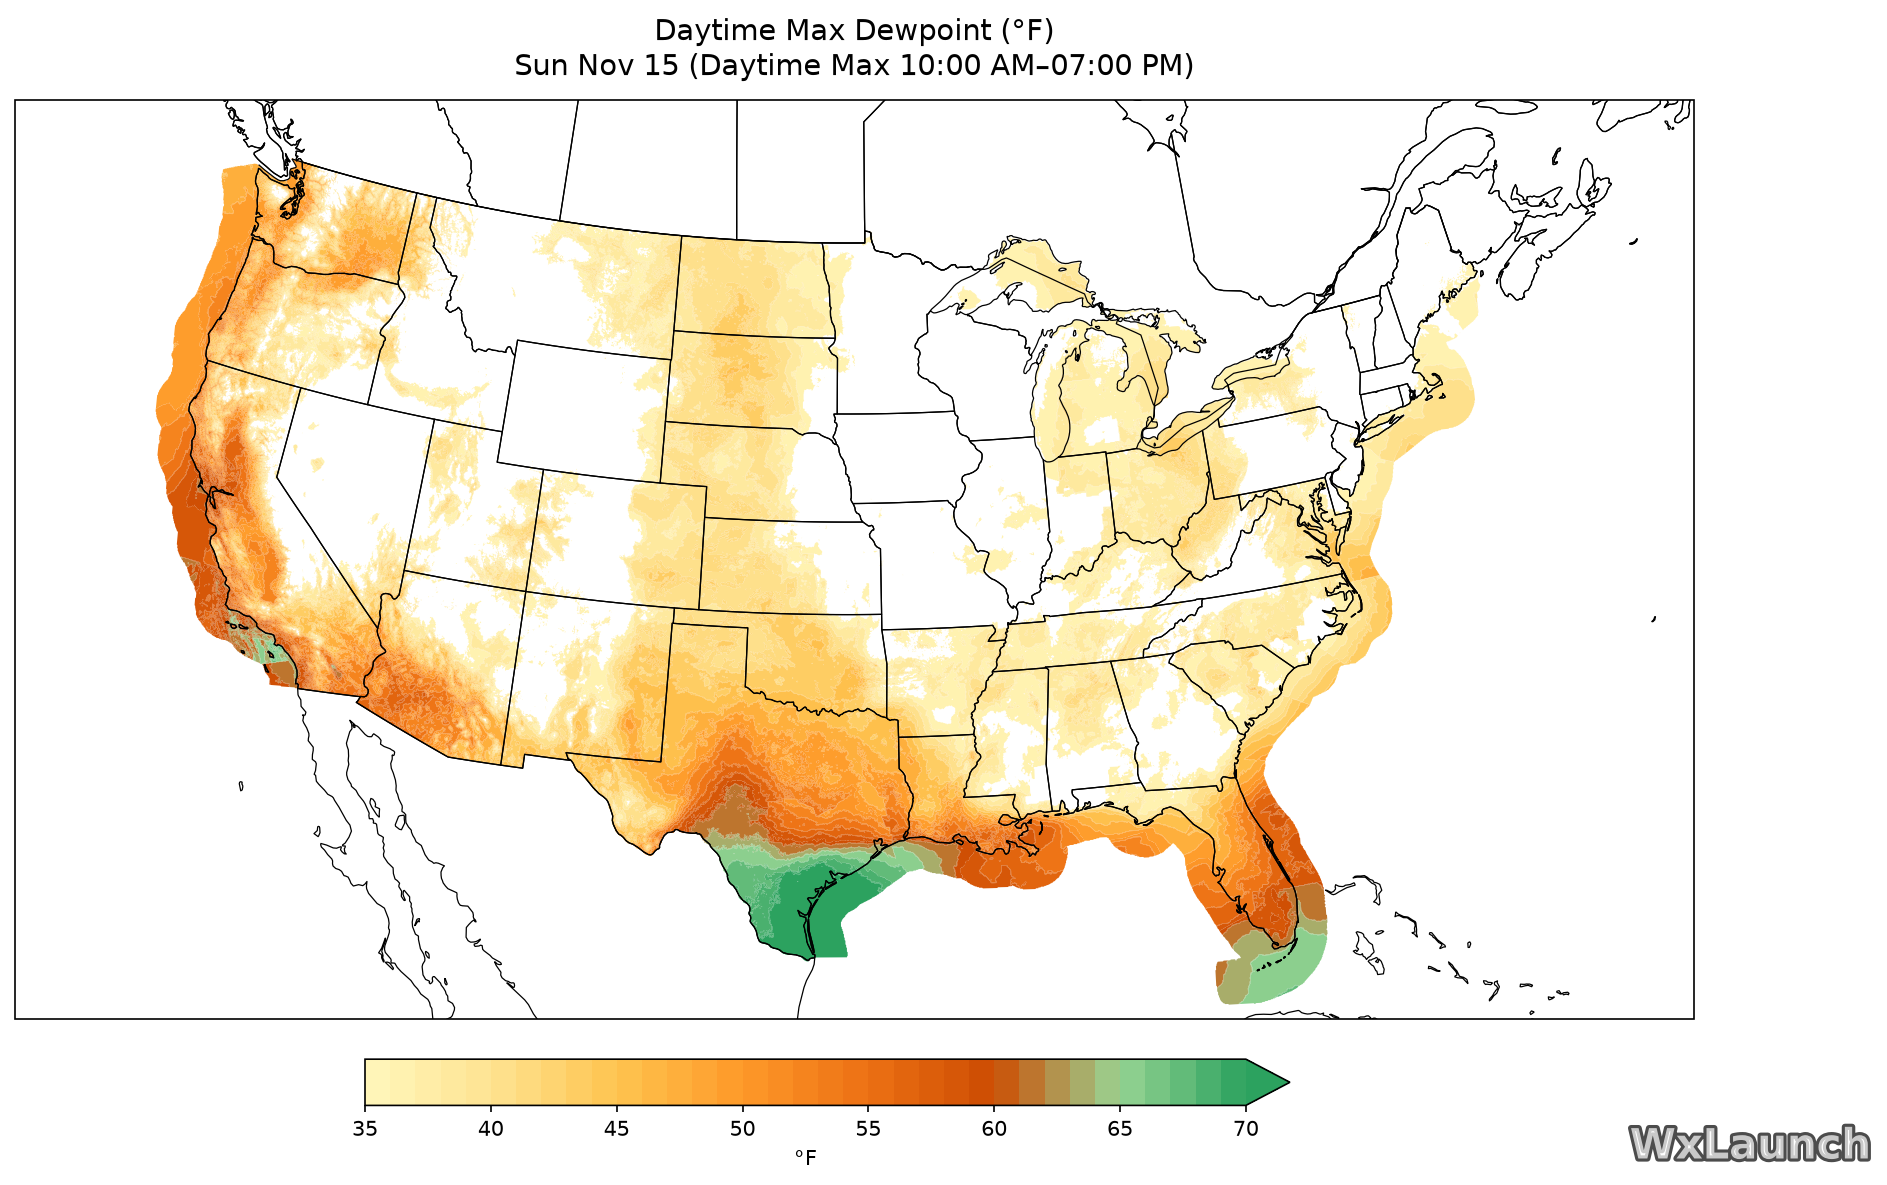 Daytime Max Dewpoint (°F)
Sun Nov 15 (Daytime Max 10:00 AM–07:00 PM)
35 40 45 50 55 60 65 70
°F
WxLaunch